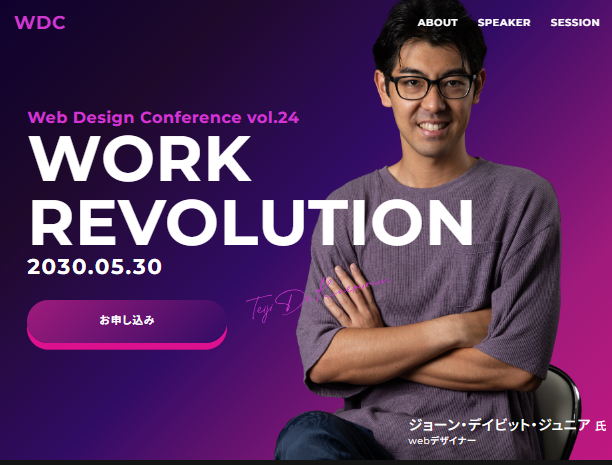 WDC
ABOUT SPEAKER SESSION
Web Design Conference vol.24
WORK
REVOLUTION
2030.05.30
お申し込み
ジョーン・デイビット・ジュニア 氏
webデザイナー